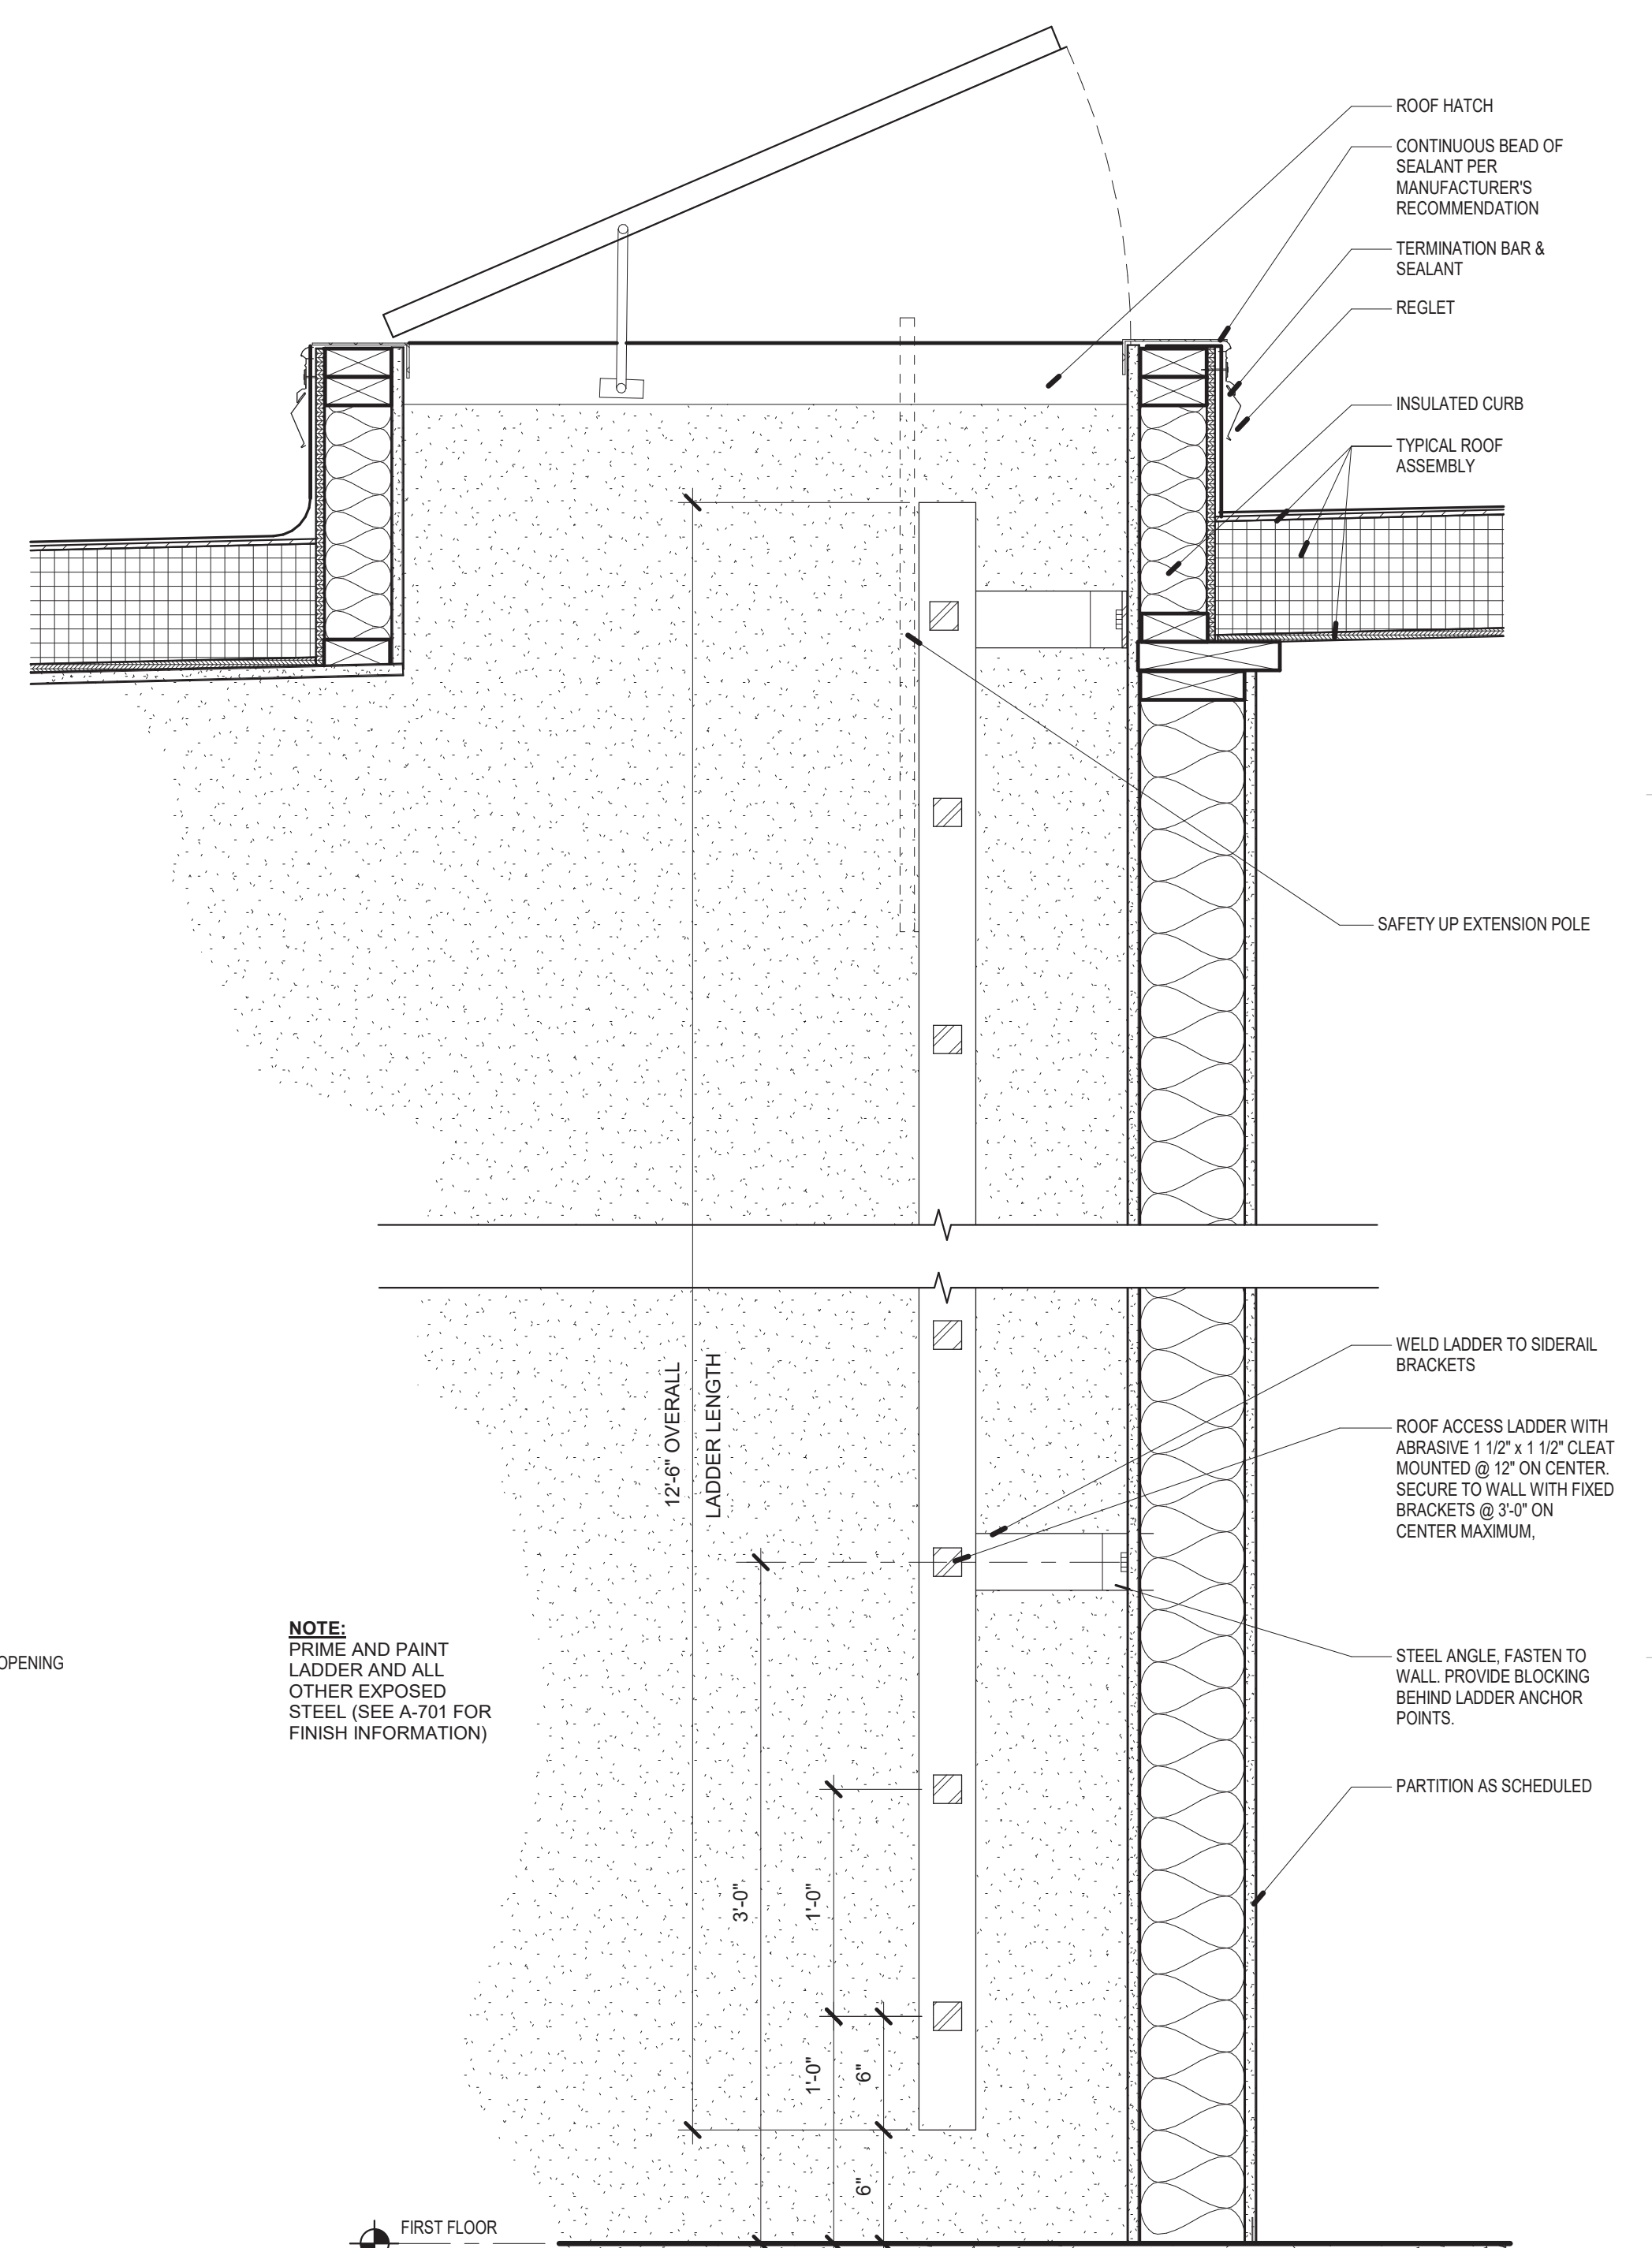 ROOF HATCH
CONTINUOUS BEAD OF
SEALANT PER
MANUFACTURER'S
RECOMMENDATION
TERMINATION BAR &
SEALANT
REGLET
INSULATED CURB
TYPICAL ROOF
ASSEMBLY
SAFETY UP EXTENSION POLE
WELD LADDER TO SIDERAIL
BRACKETS
12'-6" OVERALL
LADDER LENGTH
ROOF ACCESS LADDER WITH
ABRASIVE 1 1/2" x 1 1/2" CLEAT
MOUNTED @ 12" ON CENTER.
SECURE TO WALL WITH FIXED
BRACKETS @ 3'-0" ON
CENTER MAXIMUM,
OPENING
NOTE:
PRIME AND PAINT
LADDER AND ALL
OTHER EXPOSED
STEEL (SEE A-701 FOR
FINISH INFORMATION)
STEEL ANGLE, FASTEN TO
WALL. PROVIDE BLOCKING
BEHIND LADDER ANCHOR
POINTS.
PARTITION AS SCHEDULED
3'-0"
1'-0"
1'-0"
6"
6"
FIRST FLOOR